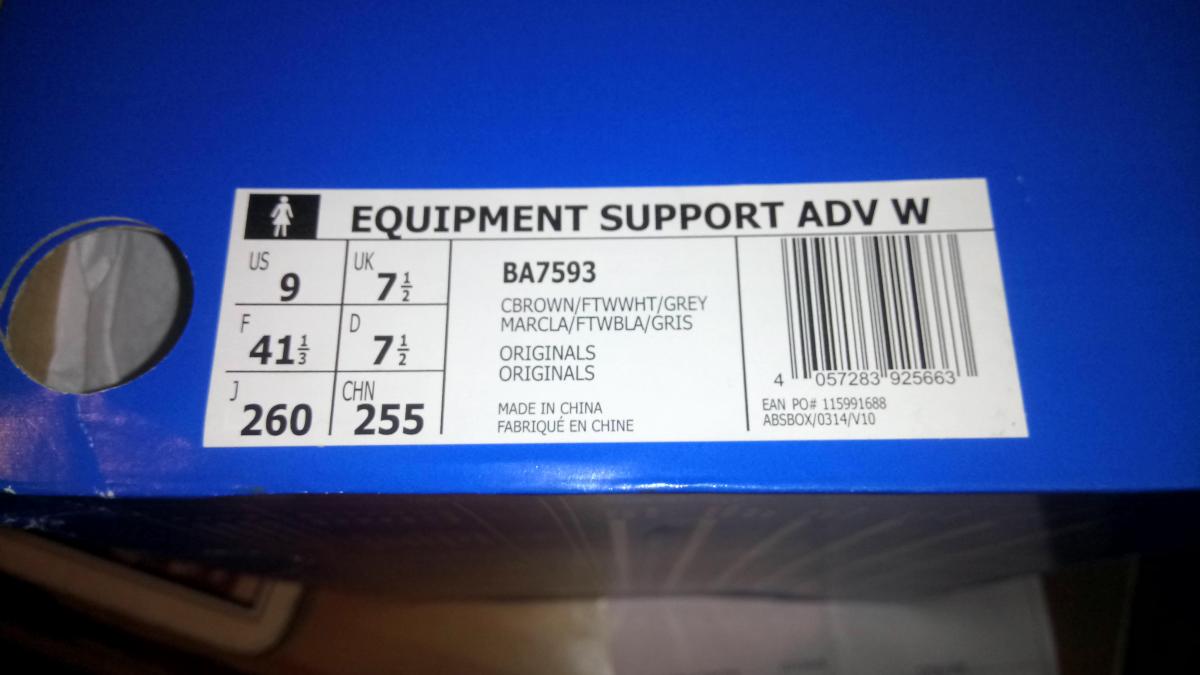 EQUIPMENT SUPPORT ADV W
US 9 UK 7 1/2
F 41 1/3 D 7 1/2
J 260 CHN 255
BA7593
CBROWN/FTWWHT/GREY
MARCLA/FTWBLA/GRIS
ORIGINALS
ORIGINALS
MADE IN CHINA
FABRIQUÉ EN CHINE
4 057283 925663
EAN PO# 115991688
ABSBOX/0314/V10